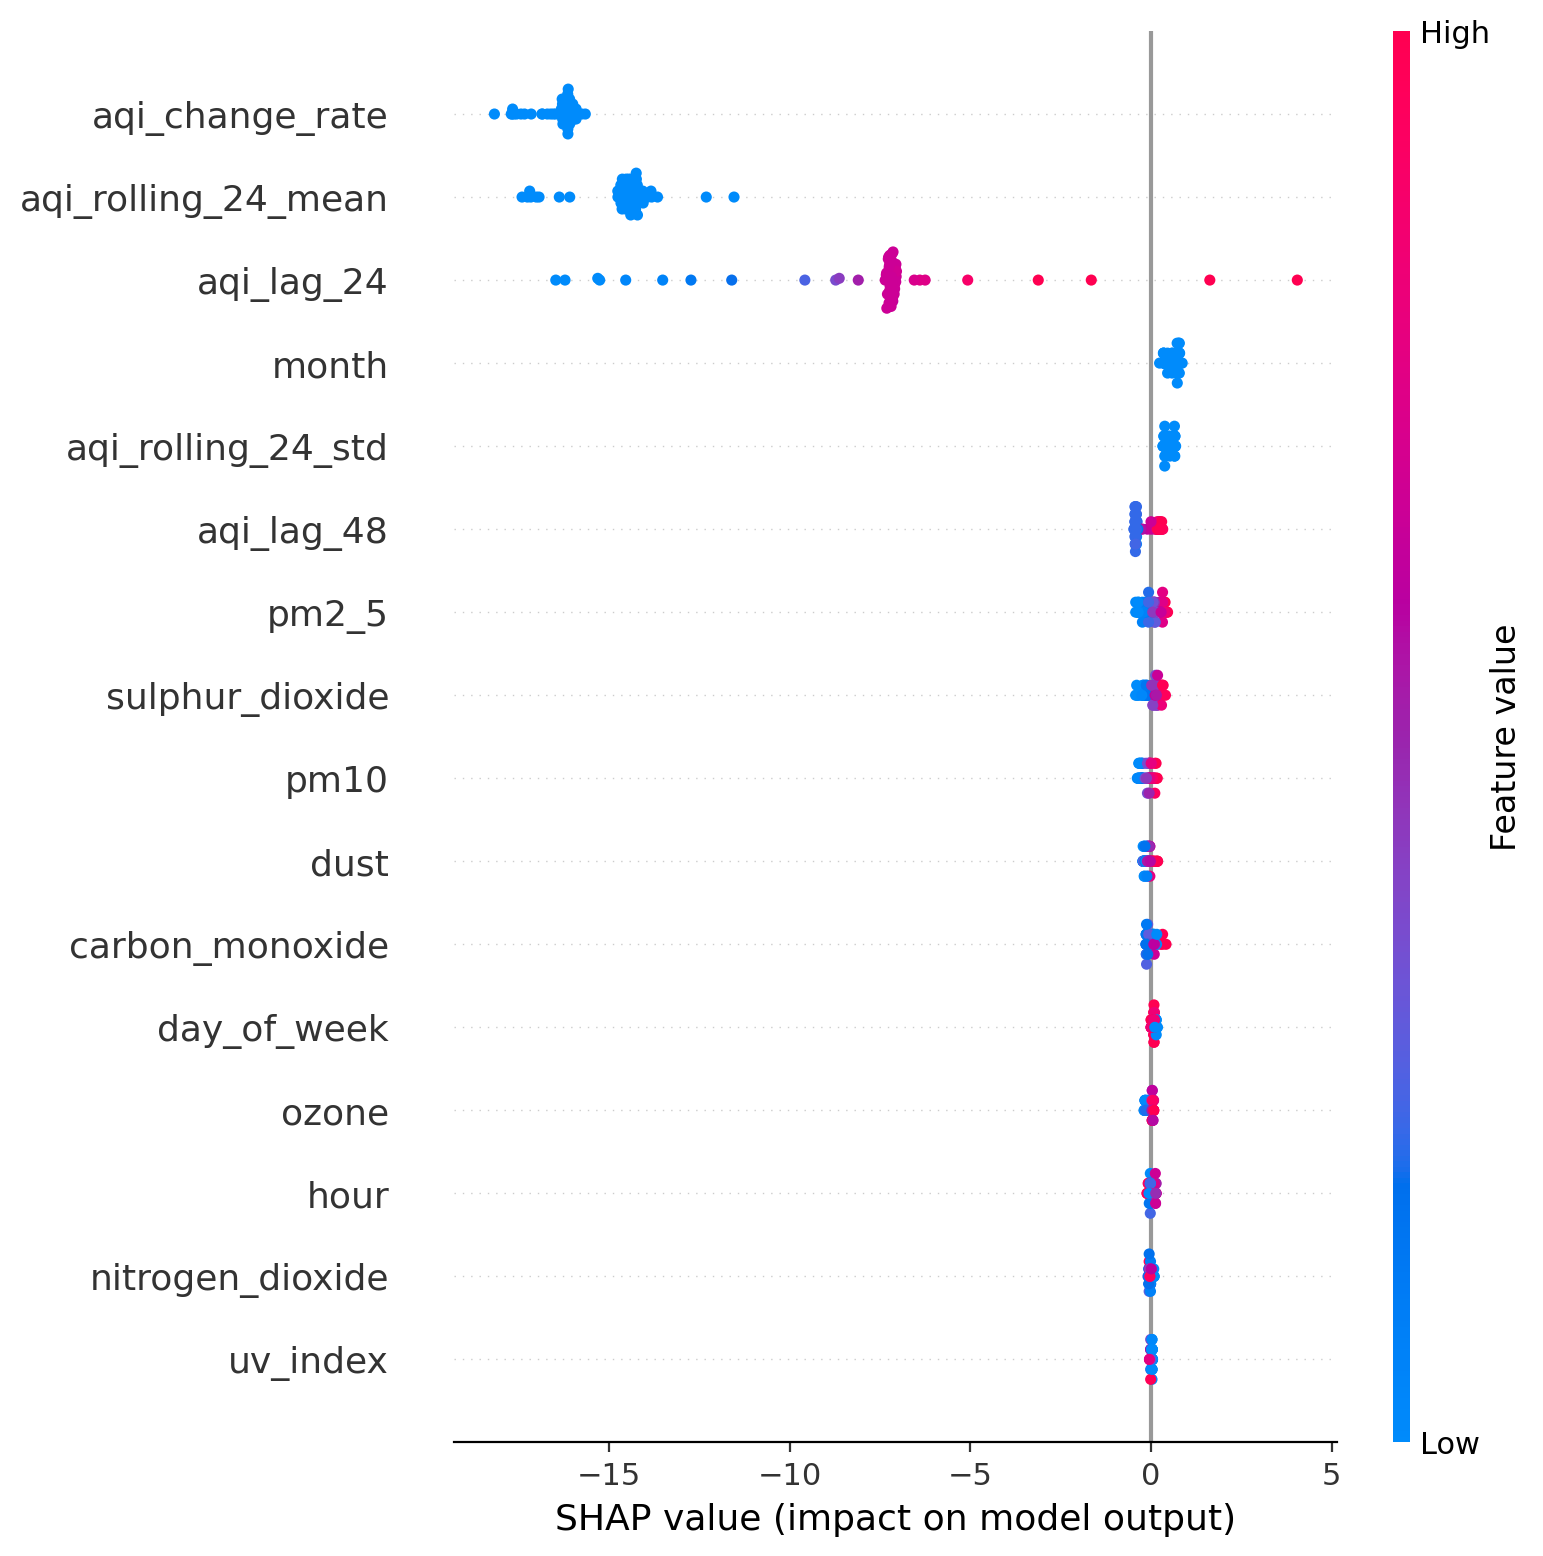 High
aqi_change_rate
aqi_rolling_24_mean
aqi_lag_24
month
aqi_rolling_24_std
aqi_lag_48
pm2_5
sulphur_dioxide
pm10
dust
carbon_monoxide
day_of_week
ozone
hour
nitrogen_dioxide
uv_index
Feature value
Low
−15 −10 −5 0 5
SHAP value (impact on model output)